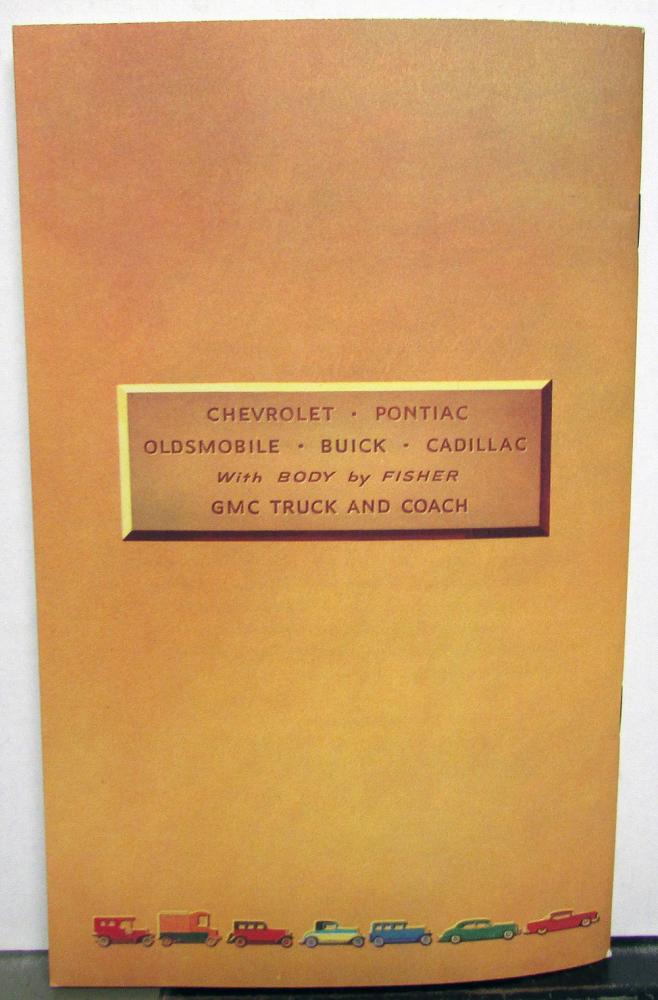 CHEVROLET · PONTIAC
OLDSMOBILE · BUICK · CADILLAC
With BODY by FISHER
GMC TRUCK AND COACH